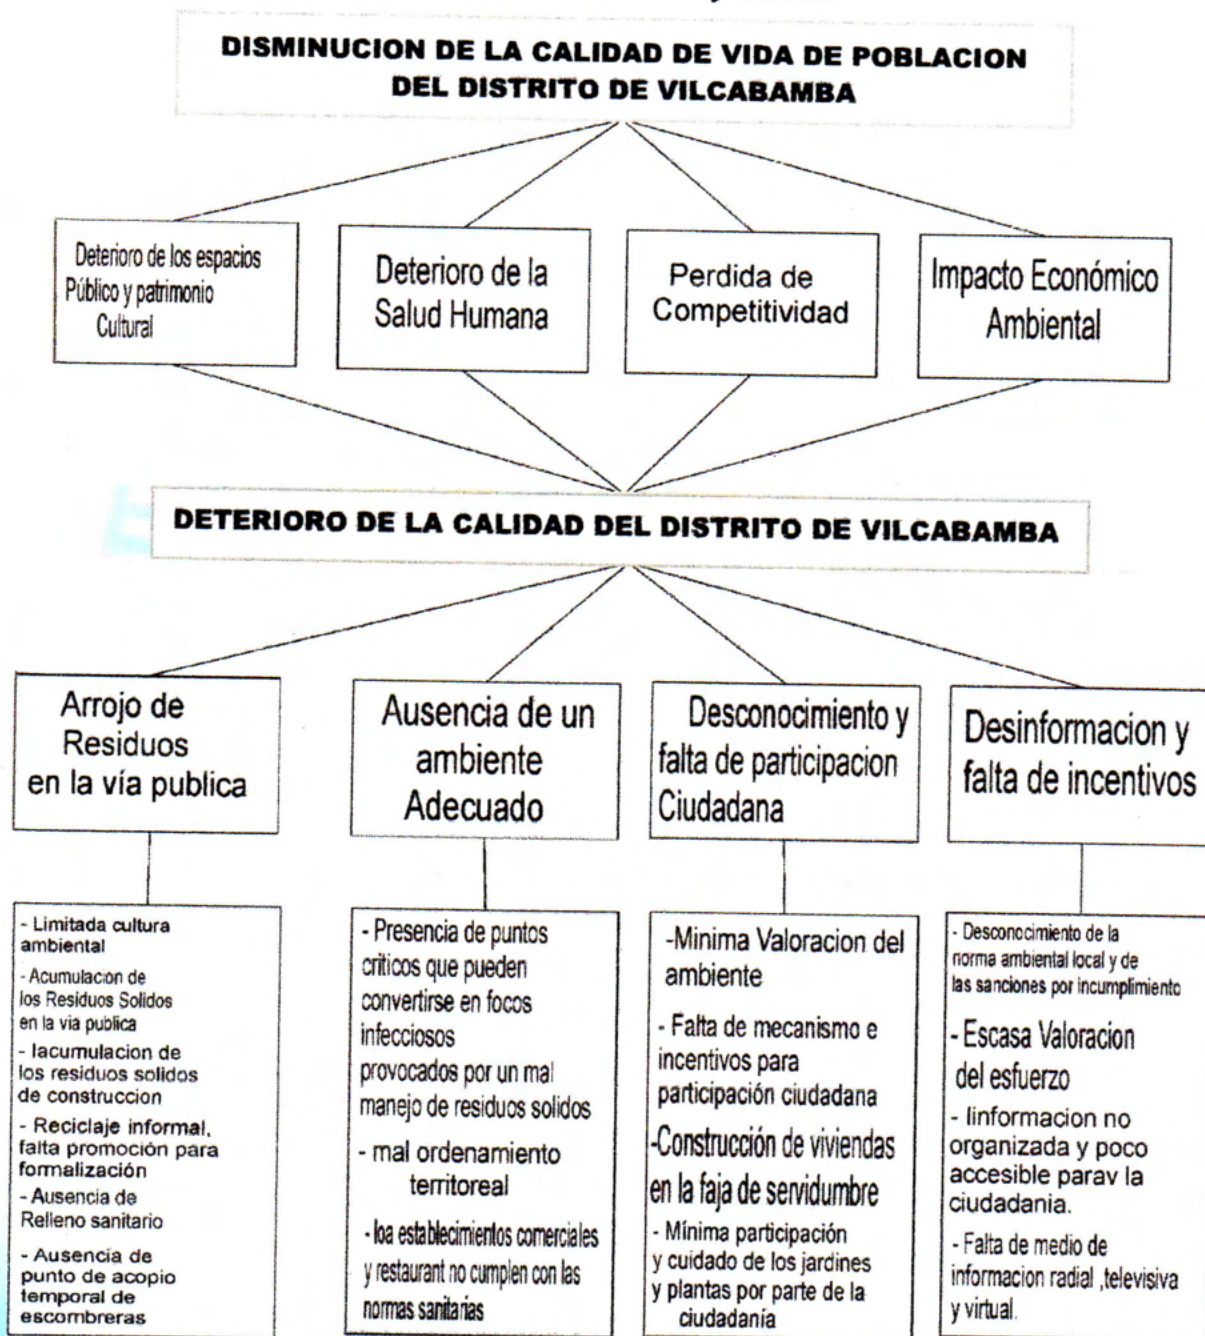 DISMINUCION DE LA CALIDAD DE VIDA DE POBLACION
DEL DISTRITO DE VILCABAMBA
Deterioro de los espacios
Público y patrimonio
Cultural
Deterioro de la
Salud Humana
Perdida de
Competitividad
Impacto Económico
Ambiental
DETERIORO DE LA CALIDAD DEL DISTRITO DE VILCABAMBA
Arrojo de
Residuos
en la vía publica
Ausencia de un
ambiente
Adecuado
Desconocimiento y
falta de participacion
Ciudadana
Desinformacion y
falta de incentivos
- Limitada cultura
ambiental
- Acumulacion de
los Residuos Solidos
en la via publica
- Iacumulacion de
los residuos solidos
de construccion
- Reciclaje informal,
falta promoción para
formalización
- Ausencia de
Relleno sanitario
- Ausencia de
punto de acopio
temporal de
escombreras
- Presencia de puntos
criticos que pueden
convertirse en focos
infecciosos
provocados por un mal
manejo de residuos solidos
- mal ordenamiento
territoreal
- loa establecimientos comerciales
y restaurant no cumplen con las
normas sanitarias
-Minima Valoracion del
ambiente
- Falta de mecanismo e
incentivos para
participación ciudadana
-Construcción de viviendas
en la faja de servidumbre
- Mínima participación
y cuidado de los jardines
y plantas por parte de la
ciudadanía
- Desconocimiento de la
norma ambiental local y de
las sanciones por incumplimiento
- Escasa Valoracion
del esfuerzo
- Iinformacion no
organizada y poco
accesible parav la
ciudadania.
- Falta de medio de
informacion radial ,televisiva
y virtual.